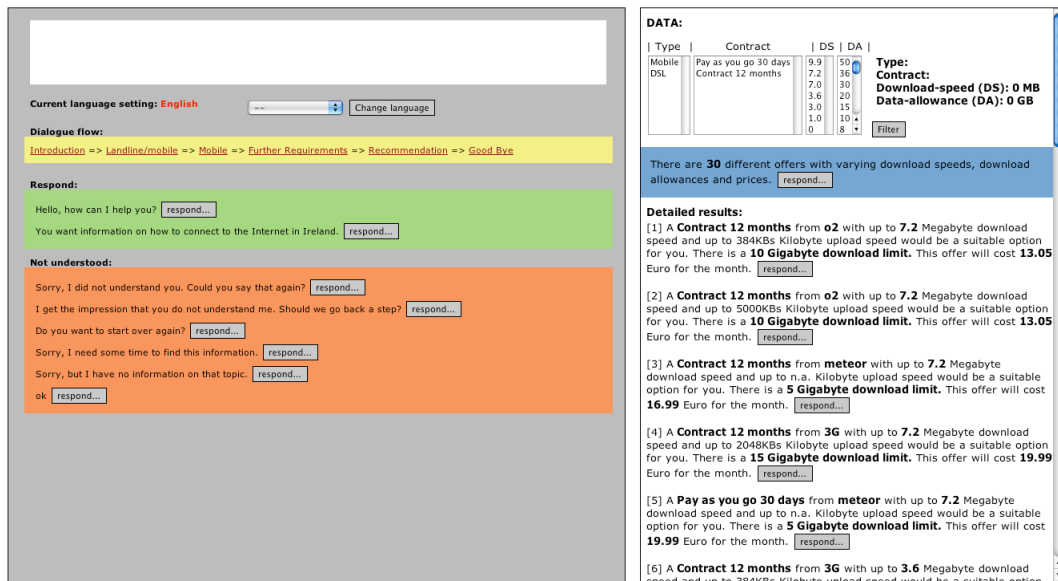 Current language setting: English
--
Change language
Dialogue flow:
Introduction => Landline/mobile => Mobile => Further Requirements => Recommendation => Good Bye
Respond:
Hello, how can I help you? respond...
You want information on how to connect to the Internet in Ireland. respond...
Not understood:
Sorry, I did not understand you. Could you say that again? respond...
I get the impression that you do not understand me. Should we go back a step? respond...
Do you want to start over again? respond...
Sorry, I need some time to find this information. respond...
Sorry, but I have no information on that topic. respond...
ok respond...
DATA:
| Type | Contract | DS | DA |
Mobile
DSL
Pay as you go 30 days
Contract 12 months
9.9
7.2
7.0
3.6
3.0
1.0
0
50
36
30
20
15
10
8
Type:
Contract:
Download-speed (DS): 0 MB
Data-allowance (DA): 0 GB
Filter
There are 30 different offers with varying download speeds, download
allowances and prices. respond...
Detailed results:
[1] A Contract 12 months from o2 with up to 7.2 Megabyte download
speed and up to 384KBs Kilobyte upload speed would be a suitable option
for you. There is a 10 Gigabyte download limit. This offer will cost 13.05
Euro for the month. respond...
[2] A Contract 12 months from o2 with up to 7.2 Megabyte download
speed and up to 5000KBs Kilobyte upload speed would be a suitable option
for you. There is a 10 Gigabyte download limit. This offer will cost 13.05
Euro for the month. respond...
[3] A Contract 12 months from meteor with up to 7.2 Megabyte
download speed and up to n.a. Kilobyte upload speed would be a suitable
option for you. There is a 5 Gigabyte download limit. This offer will cost
16.99 Euro for the month. respond...
[4] A Contract 12 months from 3G with up to 7.2 Megabyte download
speed and up to 2048KBs Kilobyte upload speed would be a suitable option
for you. There is a 15 Gigabyte download limit. This offer will cost 19.99
Euro for the month. respond...
[5] A Pay as you go 30 days from meteor with up to 7.2 Megabyte
download speed and up to n.a. Kilobyte upload speed would be a suitable
option for you. There is a 5 Gigabyte download limit. This offer will cost
19.99 Euro for the month. respond...
[6] A Contract 12 months from 3G with up to 3.6 Megabyte download
speed and up to 384KBs Kilobyte upload speed would be a suitable option